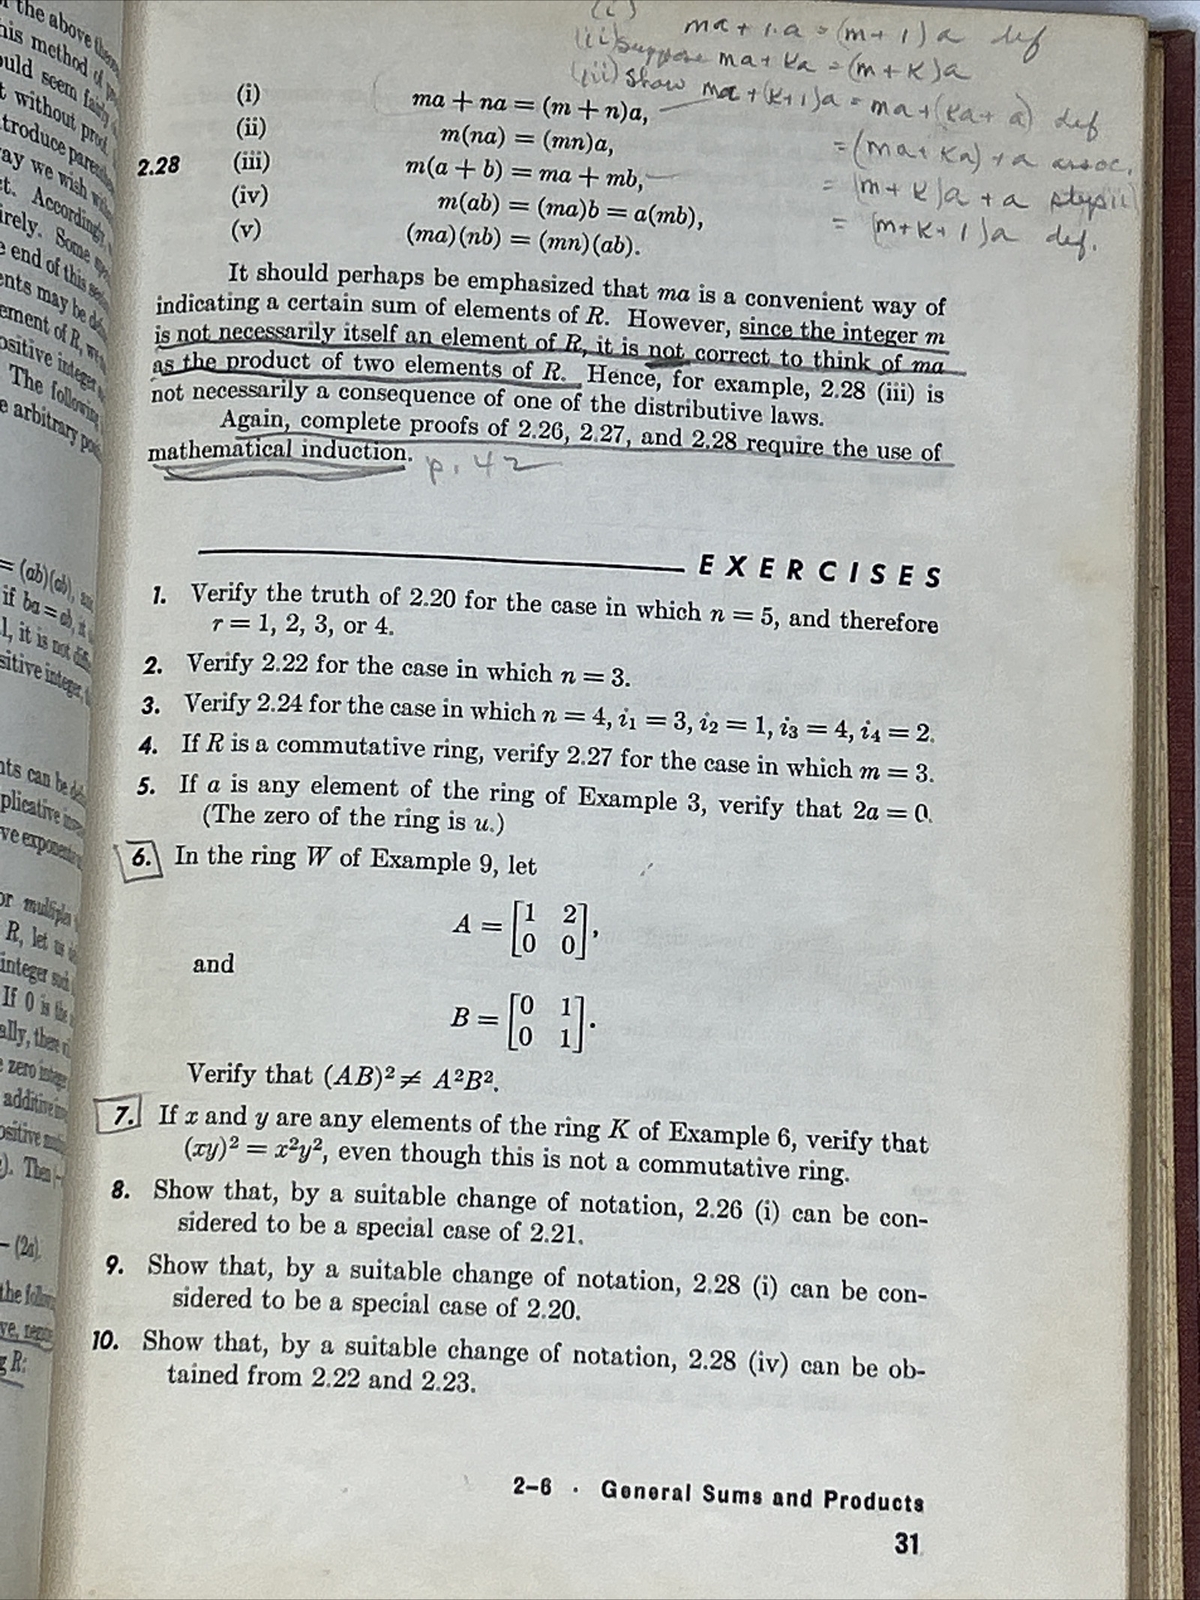 (i) ma + 1·a = (m + 1)a def
(ii) suppose ma + ka = (m + k)a
(iii) show ma + (k+1)a = ma + (ka + a) def
= (ma + ka) + a assoc.
= (m + k)a + a step ii
= (m + k + 1)a def.
(i) ma + na = (m + n)a,
(ii) m(na) = (mn)a,
2.28 (iii) m(a + b) = ma + mb,
(iv) m(ab) = (ma)b = a(mb),
(v) (ma)(nb) = (mn)(ab).
It should perhaps be emphasized that ma is a convenient way of
indicating a certain sum of elements of R. However, since the integer m
is not necessarily itself an element of R, it is not correct to think of ma
as the product of two elements of R. Hence, for example, 2.28 (iii) is
not necessarily a consequence of one of the distributive laws.
Again, complete proofs of 2.26, 2.27, and 2.28 require the use of
mathematical induction. p. 42
EXERCISES
1. Verify the truth of 2.20 for the case in which n = 5, and therefore
r = 1, 2, 3, or 4.
2. Verify 2.22 for the case in which n = 3.
3. Verify 2.24 for the case in which n = 4, i₁ = 3, i₂ = 1, i₃ = 4, i₄ = 2.
4. If R is a commutative ring, verify 2.27 for the case in which m = 3.
5. If a is any element of the ring of Example 3, verify that 2a = 0.
(The zero of the ring is u.)
6. In the ring W of Example 9, let
A = [1 2
0 0],
and
B = [0 1
0 1].
Verify that (AB)² ≠ A²B².
7. If x and y are any elements of the ring K of Example 6, verify that
(xy)² = x²y², even though this is not a commutative ring.
8. Show that, by a suitable change of notation, 2.26 (i) can be con-
sidered to be a special case of 2.21.
9. Show that, by a suitable change of notation, 2.28 (i) can be con-
sidered to be a special case of 2.20.
10. Show that, by a suitable change of notation, 2.28 (iv) can be ob-
tained from 2.22 and 2.23.
2–6 · General Sums and Products
31